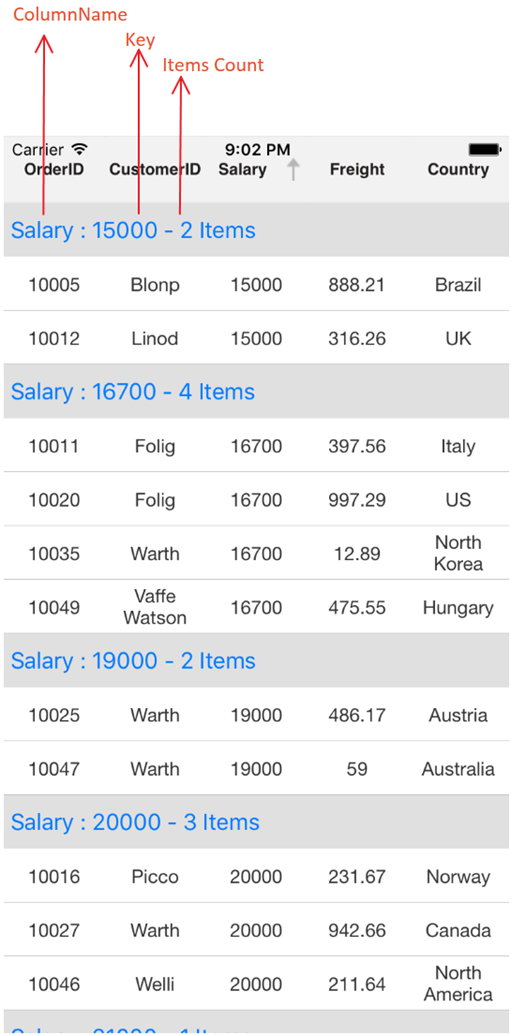 ColumnName
Key
Items Count
Carrier 9:02 PM
OrderID CustomerID Salary Freight Country
Salary : 15000 - 2 Items
10005 Blonp 15000 888.21 Brazil
10012 Linod 15000 316.26 UK
Salary : 16700 - 4 Items
10011 Folig 16700 397.56 Italy
10020 Folig 16700 997.29 US
10035 Warth 16700 12.89 North
Korea
10049 Vaffe 16700 475.55 Hungary
Watson
Salary : 19000 - 2 Items
10025 Warth 19000 486.17 Austria
10047 Warth 19000 59 Australia
Salary : 20000 - 3 Items
10016 Picco 20000 231.67 Norway
10027 Warth 20000 942.66 Canada
10046 Welli 20000 211.64 North
America